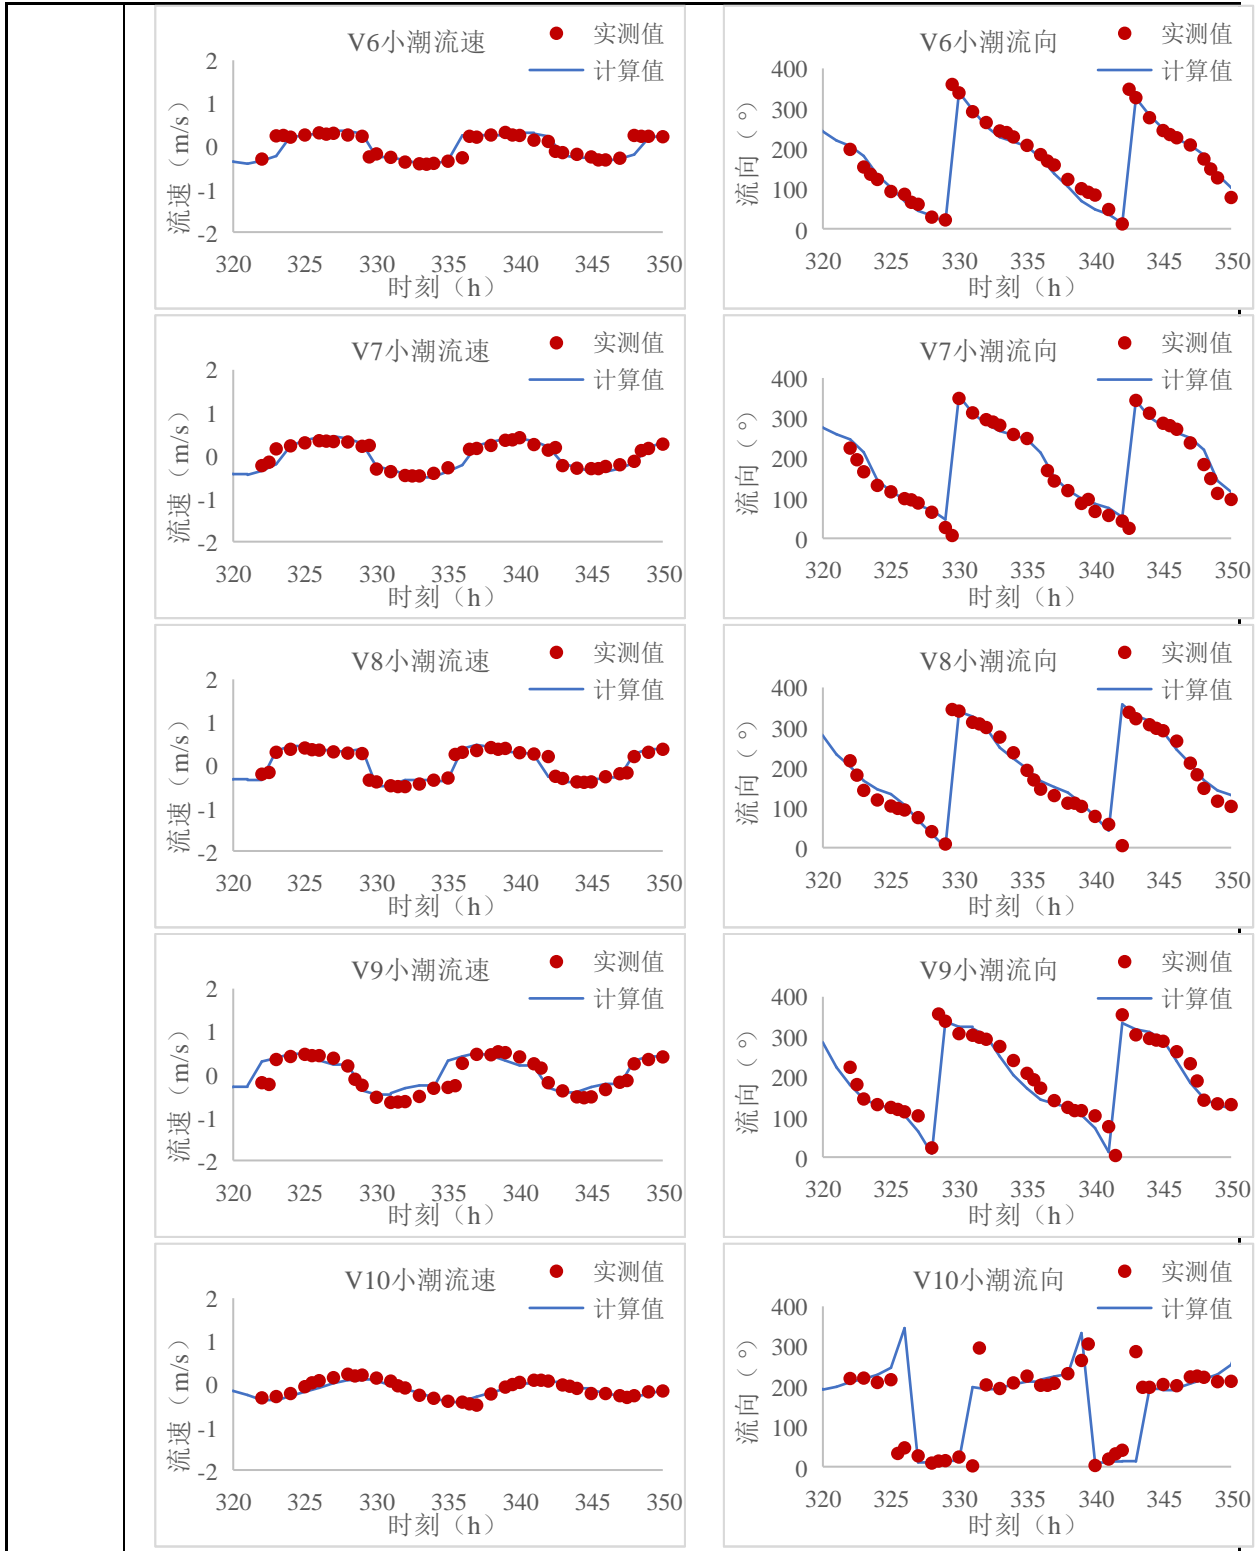 V6小潮流速
实测值
计算值
2
1
0
-1
-2
流速（m/s）
320 325 330 335 340 345 350
时刻（h）
V6小潮流向
实测值
计算值
400
300
200
100
0
流向（°）
320 325 330 335 340 345 350
时刻（h）
V7小潮流速
实测值
计算值
2
1
0
-1
-2
流速（m/s）
320 325 330 335 340 345 350
时刻（h）
V7小潮流向
实测值
计算值
400
300
200
100
0
流向（°）
320 325 330 335 340 345 350
时刻（h）
V8小潮流速
实测值
计算值
2
1
0
-1
-2
流速（m/s）
320 325 330 335 340 345 350
时刻（h）
V8小潮流向
实测值
计算值
400
300
200
100
0
流向（°）
320 325 330 335 340 345 350
时刻（h）
V9小潮流速
实测值
计算值
2
1
0
-1
-2
流速（m/s）
320 325 330 335 340 345 350
时刻（h）
V9小潮流向
实测值
计算值
400
300
200
100
0
流向（°）
320 325 330 335 340 345 350
时刻（h）
V10小潮流速
实测值
计算值
2
1
0
-1
-2
流速（m/s）
320 325 330 335 340 345 350
时刻（h）
V10小潮流向
实测值
计算值
400
300
200
100
0
流向（°）
320 325 330 335 340 345 350
时刻（h）